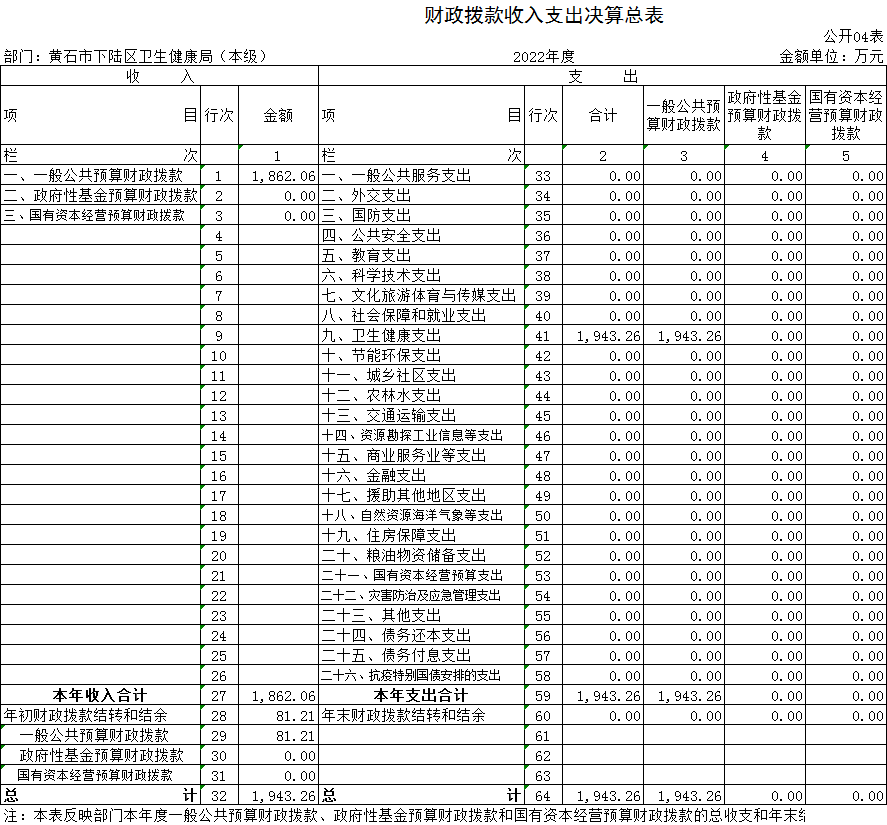 财政拨款收入支出决算总表
公开04表
部门：黄石市下陆区卫生健康局（本级） 2022年度 金额单位：万元
收 入 支 出
项 目 行次 金额 项 目 行次 合计 一般公共预算财政拨款 政府性基金预算财政拨款 国有资本经营预算财政拨款
栏 次 1 栏 次 2 3 4 5
一、一般公共预算财政拨款 1 1,862.06 一、一般公共服务支出 33 0.00 0.00 0.00 0.00
二、政府性基金预算财政拨款 2 0.00 二、外交支出 34 0.00 0.00 0.00 0.00
三、国有资本经营预算财政拨款 3 0.00 三、国防支出 35 0.00 0.00 0.00 0.00
4 四、公共安全支出 36 0.00 0.00 0.00 0.00
5 五、教育支出 37 0.00 0.00 0.00 0.00
6 六、科学技术支出 38 0.00 0.00 0.00 0.00
7 七、文化旅游体育与传媒支出 39 0.00 0.00 0.00 0.00
8 八、社会保障和就业支出 40 0.00 0.00 0.00 0.00
9 九、卫生健康支出 41 1,943.26 1,943.26 0.00 0.00
10 十、节能环保支出 42 0.00 0.00 0.00 0.00
11 十一、城乡社区支出 43 0.00 0.00 0.00 0.00
12 十二、农林水支出 44 0.00 0.00 0.00 0.00
13 十三、交通运输支出 45 0.00 0.00 0.00 0.00
14 十四、资源勘探工业信息等支出 46 0.00 0.00 0.00 0.00
15 十五、商业服务业等支出 47 0.00 0.00 0.00 0.00
16 十六、金融支出 48 0.00 0.00 0.00 0.00
17 十七、援助其他地区支出 49 0.00 0.00 0.00 0.00
18 十八、自然资源海洋气象等支出 50 0.00 0.00 0.00 0.00
19 十九、住房保障支出 51 0.00 0.00 0.00 0.00
20 二十、粮油物资储备支出 52 0.00 0.00 0.00 0.00
21 二十一、国有资本经营预算支出 53 0.00 0.00 0.00 0.00
22 二十二、灾害防治及应急管理支出 54 0.00 0.00 0.00 0.00
23 二十三、其他支出 55 0.00 0.00 0.00 0.00
24 二十四、债务还本支出 56 0.00 0.00 0.00 0.00
25 二十五、债务付息支出 57 0.00 0.00 0.00 0.00
26 二十六、抗疫特别国债安排的支出 58 0.00 0.00 0.00 0.00
本年收入合计 27 1,862.06 本年支出合计 59 1,943.26 1,943.26 0.00 0.00
年初财政拨款结转和结余 28 81.21 年末财政拨款结转和结余 60 0.00 0.00 0.00 0.00
一般公共预算财政拨款 29 81.21 61
政府性基金预算财政拨款 30 0.00 62
国有资本经营预算财政拨款 31 0.00 63
总 计 32 1,943.26 总 计 64 1,943.26 1,943.26 0.00 0.00
注：本表反映部门本年度一般公共预算财政拨款、政府性基金预算财政拨款和国有资本经营预算财政拨款的总收支和年末